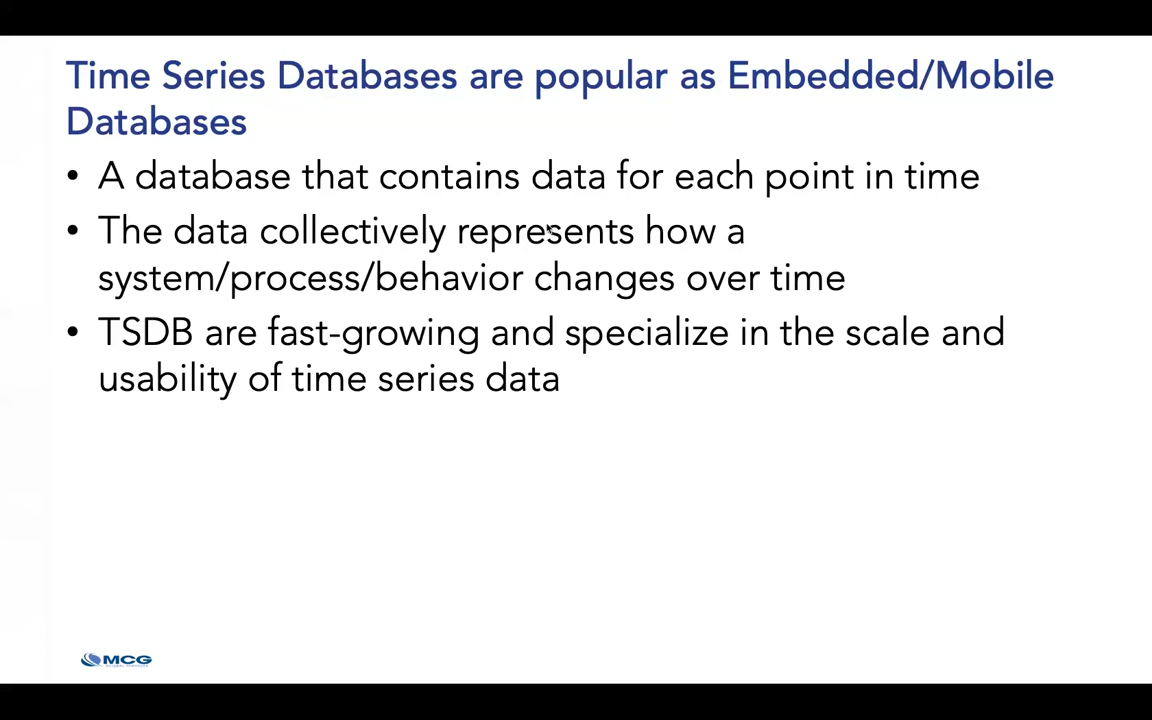 Time Series Databases are popular as Embedded/Mobile
Databases
• A database that contains data for each point in time
• The data collectively represents how a
system/process/behavior changes over time
• TSDB are fast-growing and specialize in the scale and
usability of time series data
MCG